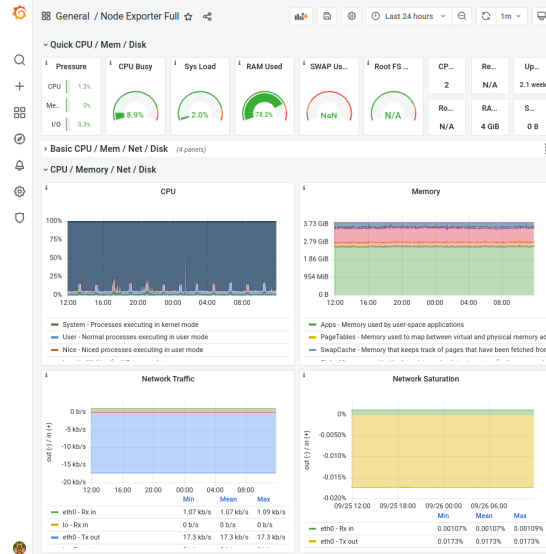 General / Node Exporter Full
Last 24 hours
1m
Quick CPU / Mem / Disk
Pressure
CPU 1.3%
Me... 0%
I/O 0.3%
CPU Busy
8.9%
Sys Load
2.0%
RAM Used
78.2%
SWAP Us...
NaN
Root FS ...
N/A
CP...
2
Re...
N/A
Up...
2.1 week
Ro...
N/A
RA...
4 GiB
S...
0 B
Basic CPU / Mem / Net / Disk (4 panels)
CPU / Memory / Net / Disk
CPU
100%
75%
50%
25%
0%
12:00 16:00 20:00 00:00 04:00 08:00
System - Processes executing in kernel mode
User - Normal processes executing in user mode
Nice - Niced processes executing in user mode
Memory
3.73 GiB
2.79 GiB
1.86 GiB
954 MiB
0 B
12:00 16:00 20:00 00:00 04:00 08:00
Apps - Memory used by user-space applications
PageTables - Memory used to map between virtual and physical memory ad
SwapCache - Memory that keeps track of pages that have been fetched from
Network Traffic
out (-) / in (+)
0 b/s
-5 kb/s
-10 kb/s
-15 kb/s
-20 kb/s
12:00 16:00 20:00 00:00 04:00 08:00
Min Mean Max
eth0 - Rx in 1.07 kb/s 1.07 kb/s 1.09 kb/s
lo - Rx in 0 b/s 0 b/s 0 b/s
eth0 - Tx out 17.3 kb/s 17.3 kb/s 17.3 kb/s
Network Saturation
out (-) / in (+)
0%
-0.0050%
-0.010%
-0.015%
-0.020%
09/25 12:00 09/25 18:00 09/26 00:00 09/26 06:00
Min Mean Max
eth0 - Rx in 0.00107% 0.00107% 0.00109%
eth0 - Tx out 0.0173% 0.0173% 0.0173%